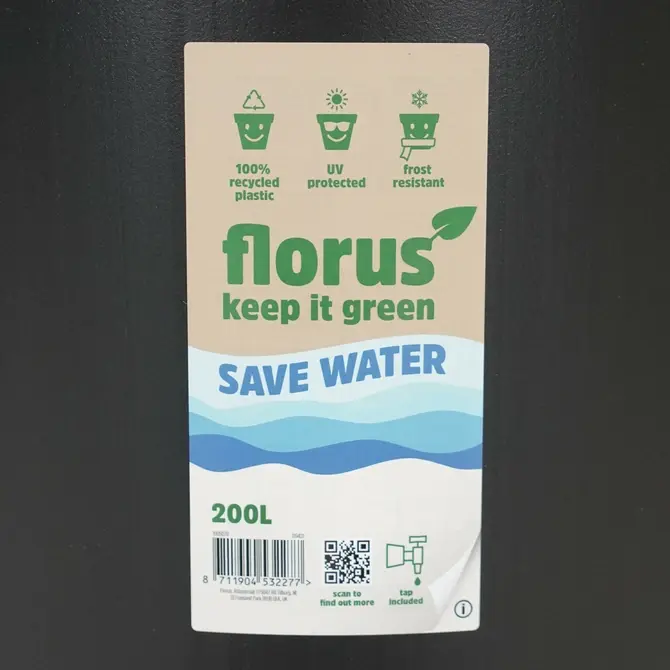 100%
recycled
plastic
UV
protected
frost
resistant
florus
keep it green
SAVE WATER
200L
8 711904 532277 >
scan to
find out more
tap
included
i